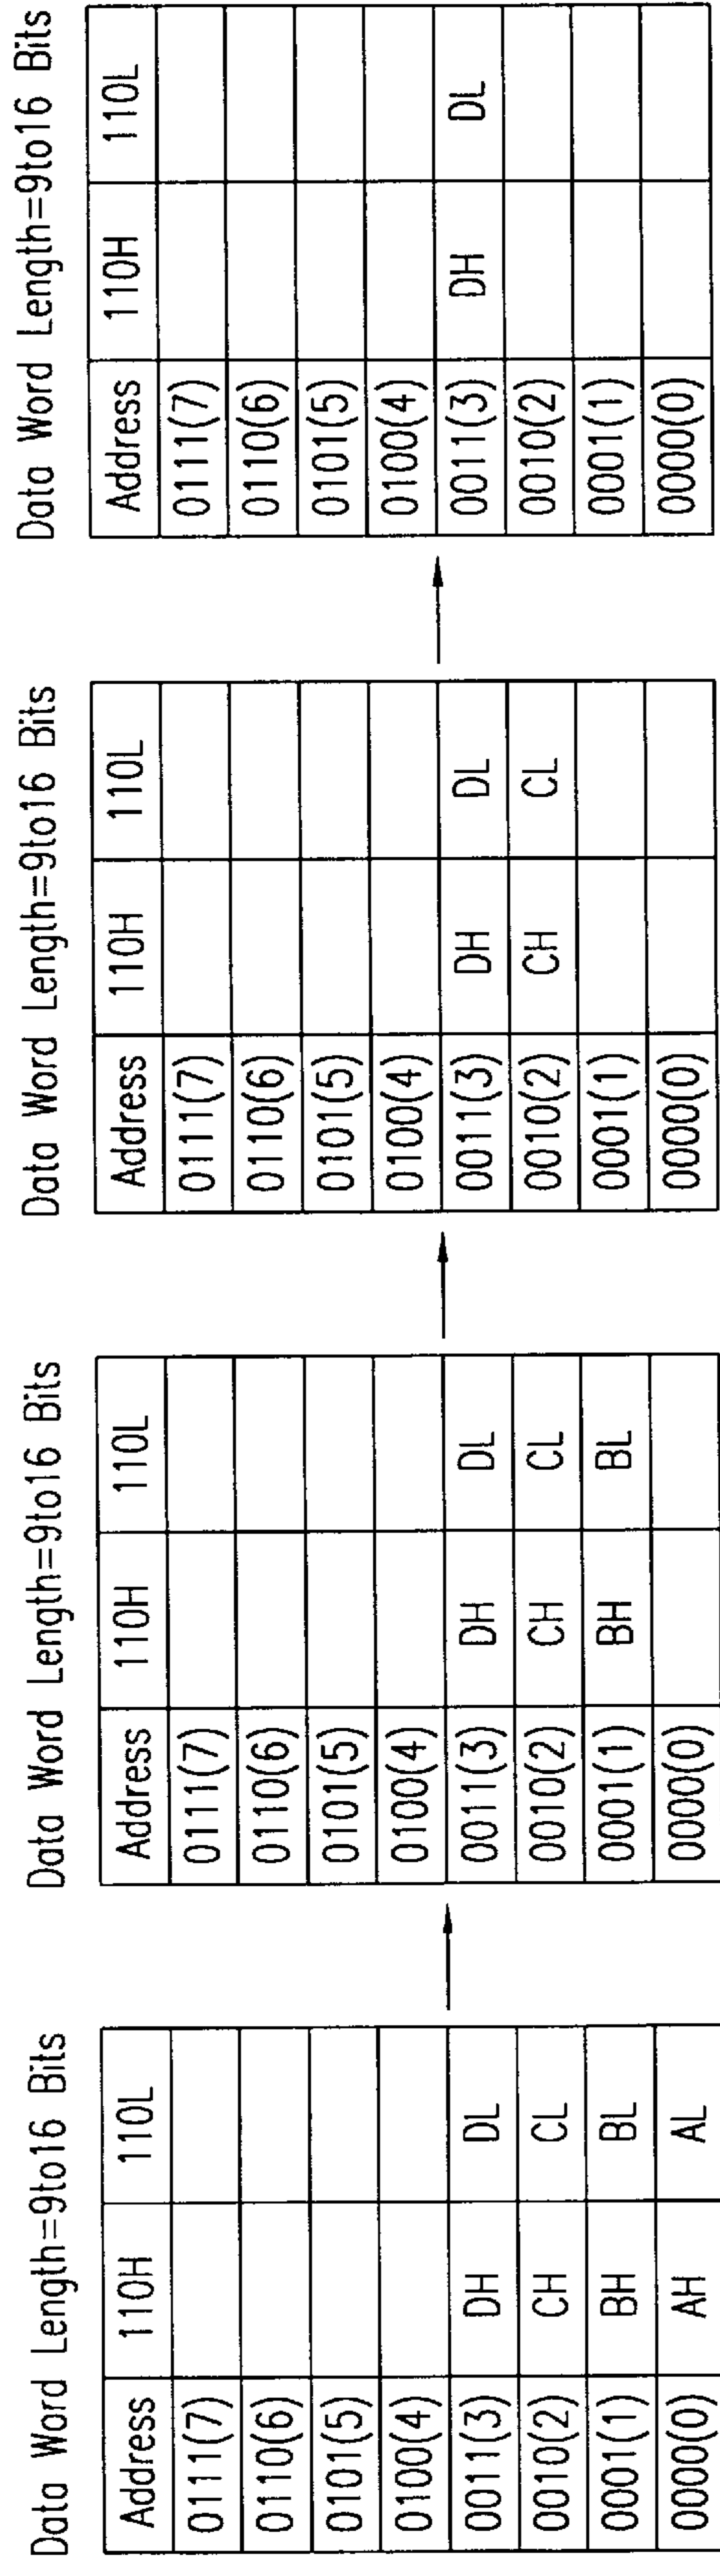 Data Word Length=9to16 Bits
Address 110H 110L
0111(7)
0110(6)
0101(5)
0100(4)
0011(3) DH DL
0010(2) CH CL
0001(1) BH BL
0000(0) AH AL
Data Word Length=9to16 Bits
Address 110H 110L
0111(7)
0110(6)
0101(5)
0100(4)
0011(3) DH DL
0010(2) CH CL
0001(1) BH BL
0000(0)
Data Word Length=9to16 Bits
Address 110H 110L
0111(7)
0110(6)
0101(5)
0100(4)
0011(3) DH DL
0010(2) CH CL
0001(1)
0000(0)
Data Word Length=9to16 Bits
Address 110H 110L
0111(7)
0110(6)
0101(5)
0100(4)
0011(3) DH DL
0010(2)
0001(1)
0000(0)